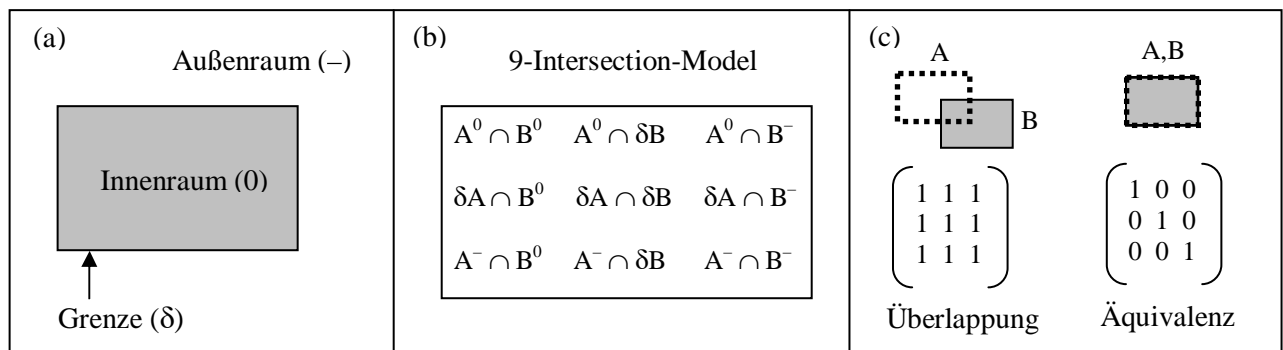 (a)
Außenraum (–)
Innenraum (0)
Grenze (δ)
(b)
9-Intersection-Model
A⁰ ∩ B⁰ A⁰ ∩ δB A⁰ ∩ B⁻
δA ∩ B⁰ δA ∩ δB δA ∩ B⁻
A⁻ ∩ B⁰ A⁻ ∩ δB A⁻ ∩ B⁻
(c)
A
B
1 1 1
1 1 1
1 1 1
Überlappung
A,B
1 0 0
0 1 0
0 0 1
Äquivalenz